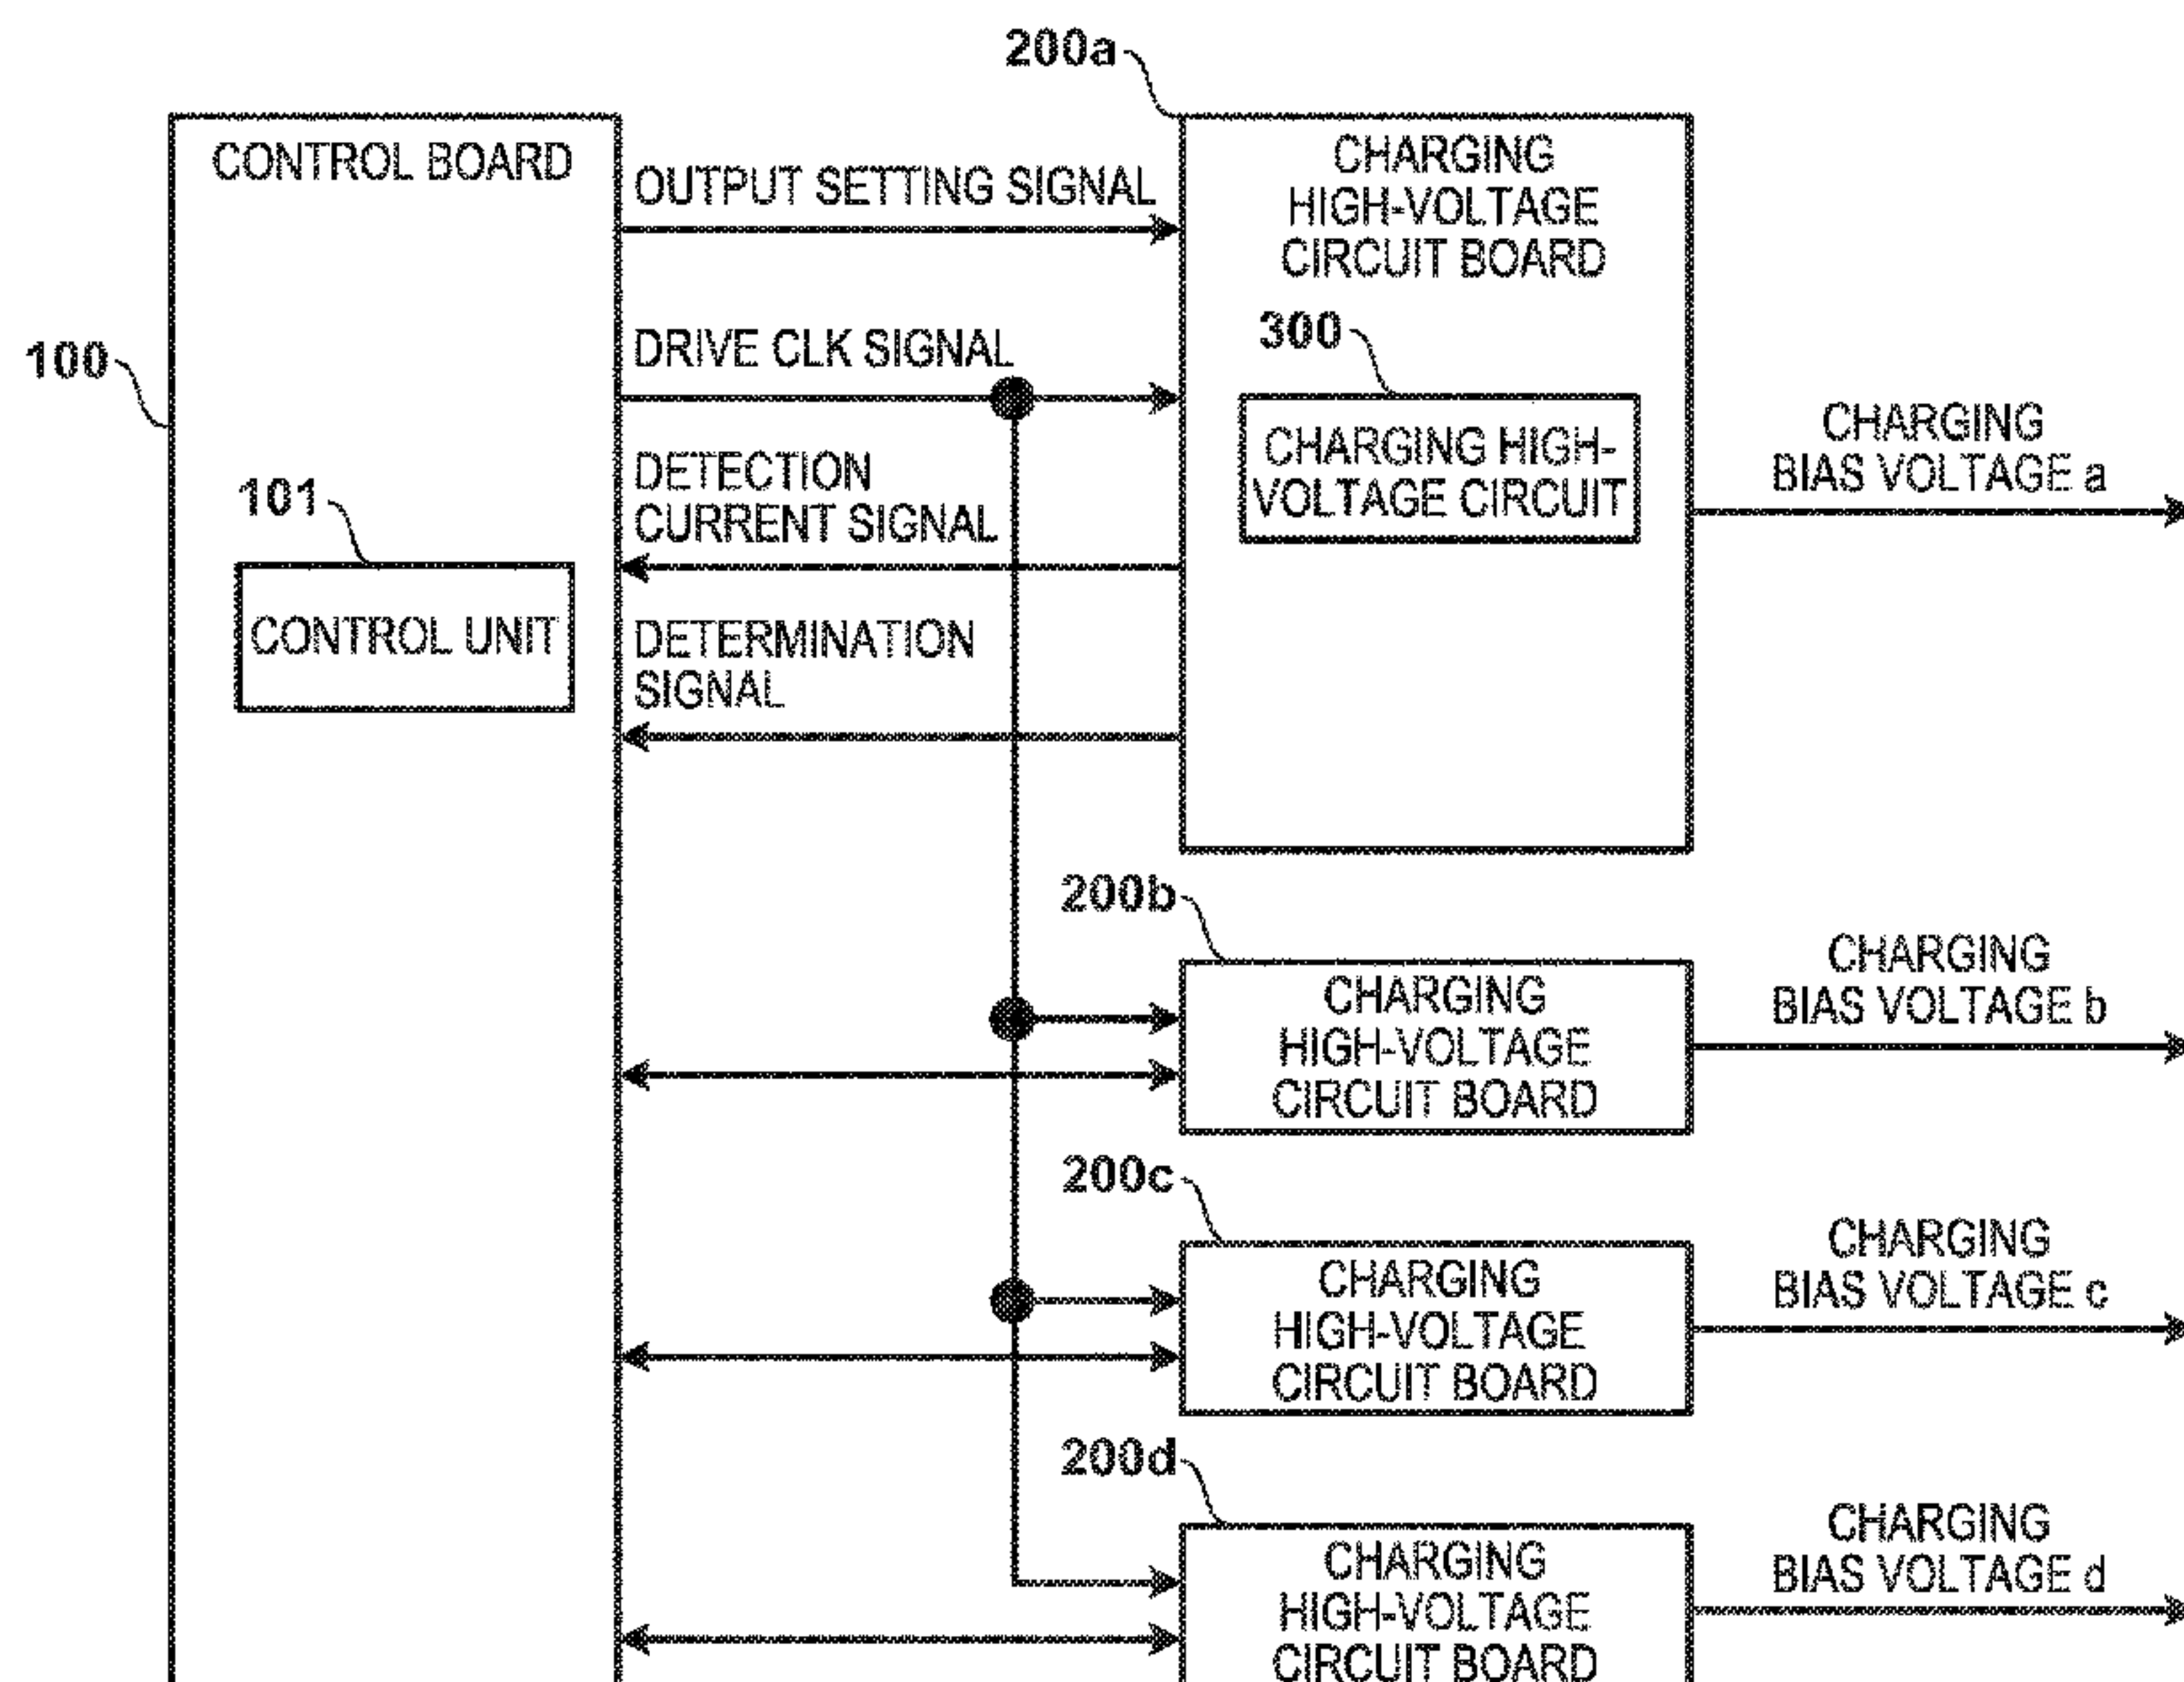 200a
CONTROL BOARD
OUTPUT SETTING SIGNAL
CHARGING
HIGH-VOLTAGE
CIRCUIT BOARD
100
DRIVE CLK SIGNAL
300
CHARGING HIGH-
VOLTAGE CIRCUIT
CHARGING
BIAS VOLTAGE a
101
DETECTION
CURRENT SIGNAL
CONTROL UNIT
DETERMINATION
SIGNAL
200b
CHARGING
HIGH-VOLTAGE
CIRCUIT BOARD
CHARGING
BIAS VOLTAGE b
200c
CHARGING
HIGH-VOLTAGE
CIRCUIT BOARD
CHARGING
BIAS VOLTAGE c
200d
CHARGING
HIGH-VOLTAGE
CIRCUIT BOARD
CHARGING
BIAS VOLTAGE d